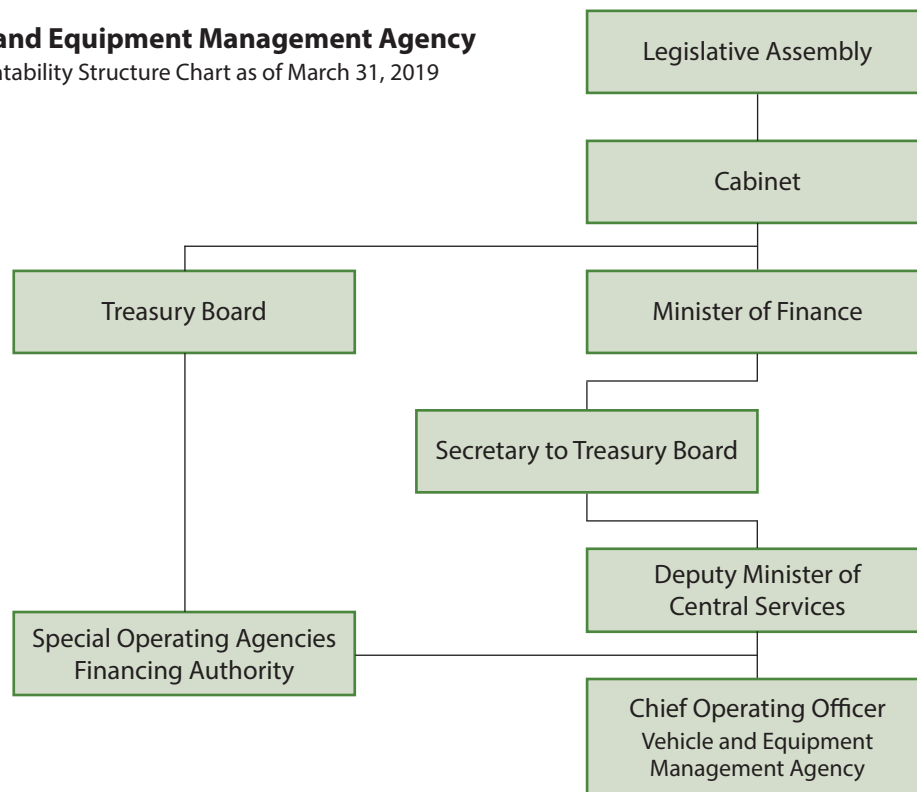 and Equipment Management Agency
Structure Chart as of March 31, 2019
Legislative Assembly
Cabinet
Treasury Board
Minister of Finance
Secretary to Treasury Board
Deputy Minister of
Central Services
Special Operating Agencies
Financing Authority
Chief Operating Officer
Vehicle and Equipment
Management Agency